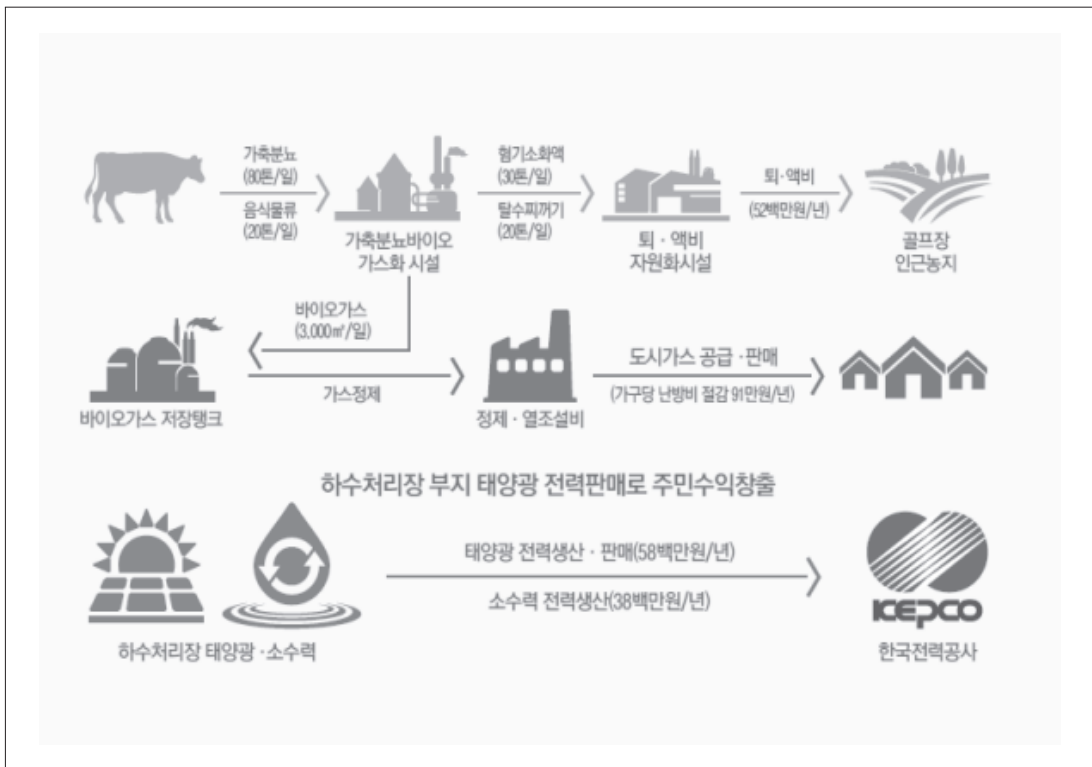 가축분뇨
(80톤/일)
음식물류
(20톤/일)
가축분뇨바이오
가스화 시설
혐기소화액
(30톤/일)
탈수찌꺼기
(20톤/일)
퇴 · 액비
자원화시설
퇴·액비
(52백만원/년)
골프장
인근농지
바이오가스
(3,000㎥/일)
바이오가스 저장탱크
가스정제
정제 · 열조설비
도시가스 공급 · 판매
(가구당 난방비 절감 91만원/년)
하수처리장 부지 태양광 전력판매로 주민수익창출
하수처리장 태양광 · 소수력
태양광 전력생산 · 판매(58백만원/년)
소수력 전력생산(38백만원/년)
KEPCO
한국전력공사